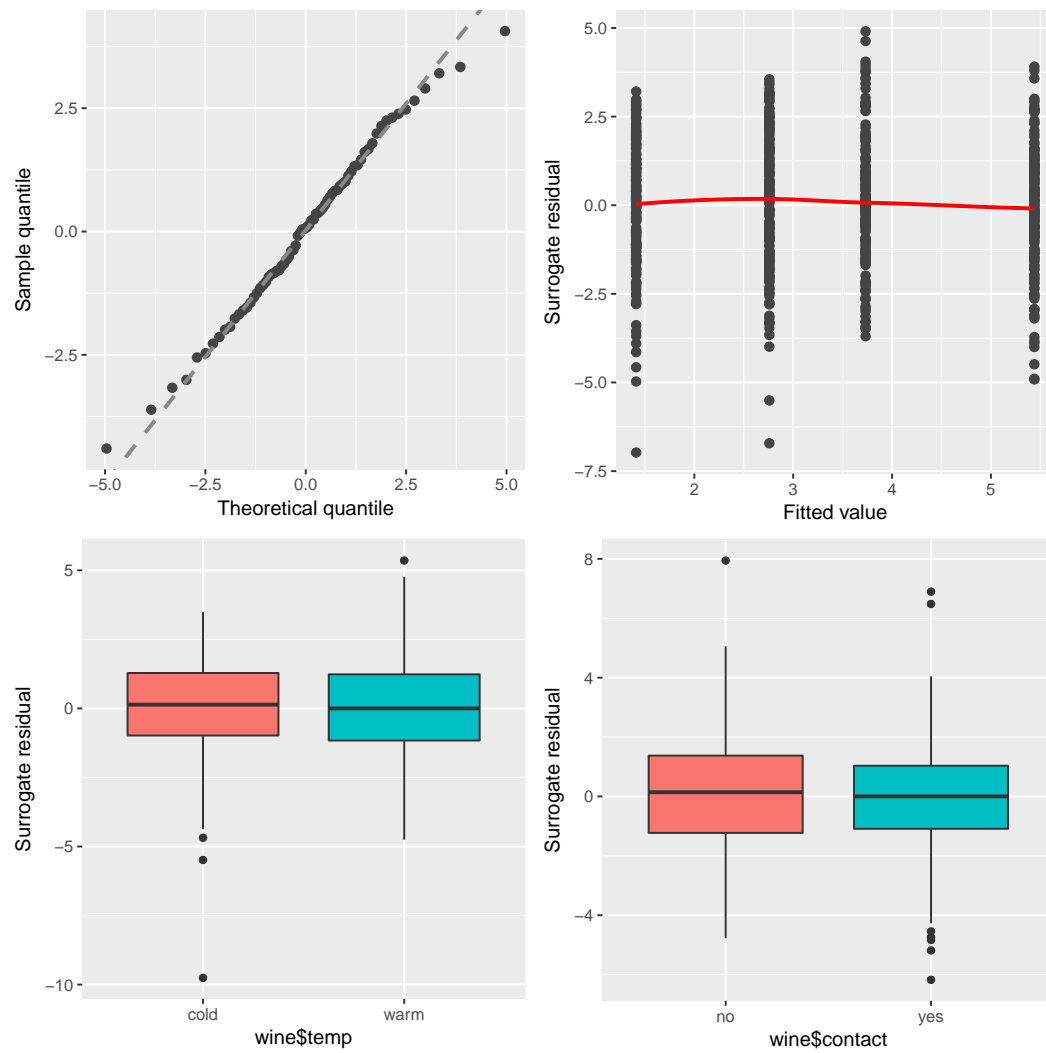 2.5
0.0
−2.5
−5.0
−2.5
0.0
2.5
5.0
Theoretical quantile
Sample quantile
5.0
2.5
0.0
−2.5
−5.0
−7.5
2
3
4
5
Fitted value
Surrogate residual
5
0
−5
−10
cold
warm
wine$temp
Surrogate residual
8
4
0
−4
no
yes
wine$contact
Surrogate residual